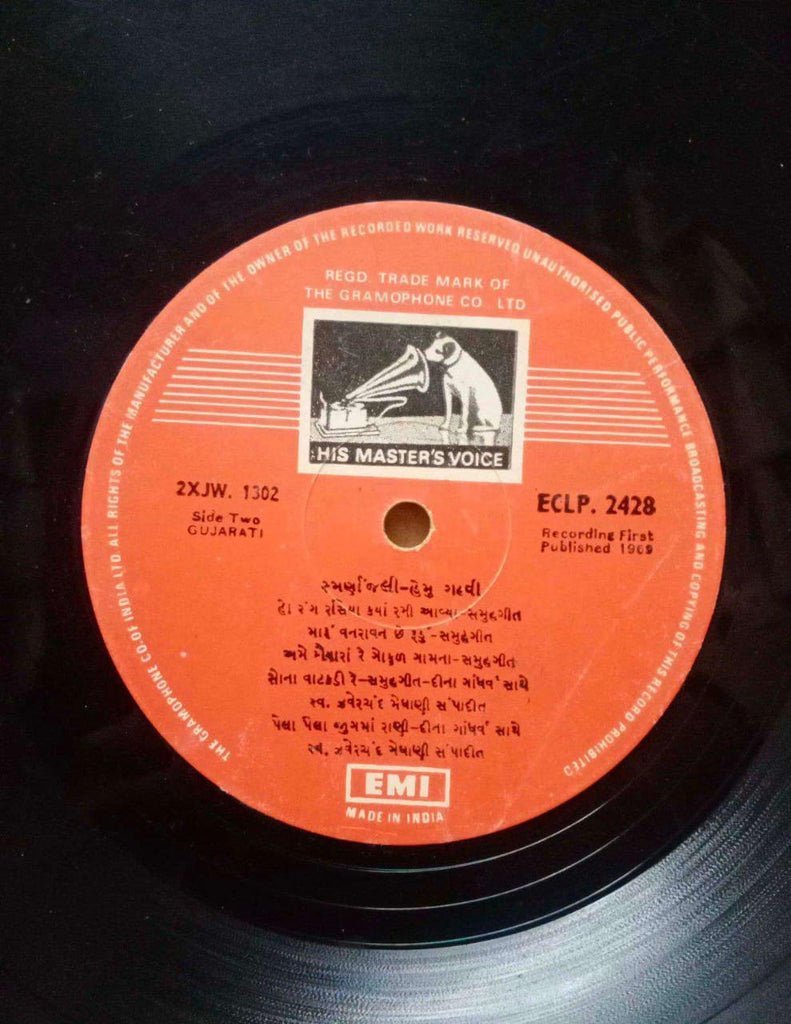 THE GRAMOPHONE CO. OF INDIA LTD. ALL RIGHTS OF THE MANUFACTURER AND OF THE OWNER OF THE RECORDED WORK RESERVED UNAUTHORISED PUBLIC PERFORMANCE BROADCASTING AND COPYING OF THIS RECORD PROHIBITED
REGD. TRADE MARK OF
THE GRAMOPHONE CO. LTD
HIS MASTER'S VOICE
2XJW. 1302
Side Two
GUJARATI
ECLP. 2428
Recording First
Published 1969
સ્મર્ણાંજલી-હેમુ ગઢવી
હો રંગ રસિયા કયાં રમી આવ્યા-સમુહગીત
મારૂં વનરાવન છે રૂડું-સમુહગીત
અમે મૈયારાં રે ગોકુળ ગામના-સમુહગીત
સોના વાટકડી રે-સમુહગીત-દીના ગાંધર્વ સાથે
સ્વ. ઝવેરચંદ મેઘાણી સંપાદીત
પેલા પેલા જુગમાં રાણી-દીના ગાંધર્વ સાથે
સ્વ. ઝવેરચંદ મેઘાણી સંપાદીત
EMI
MADE IN INDIA